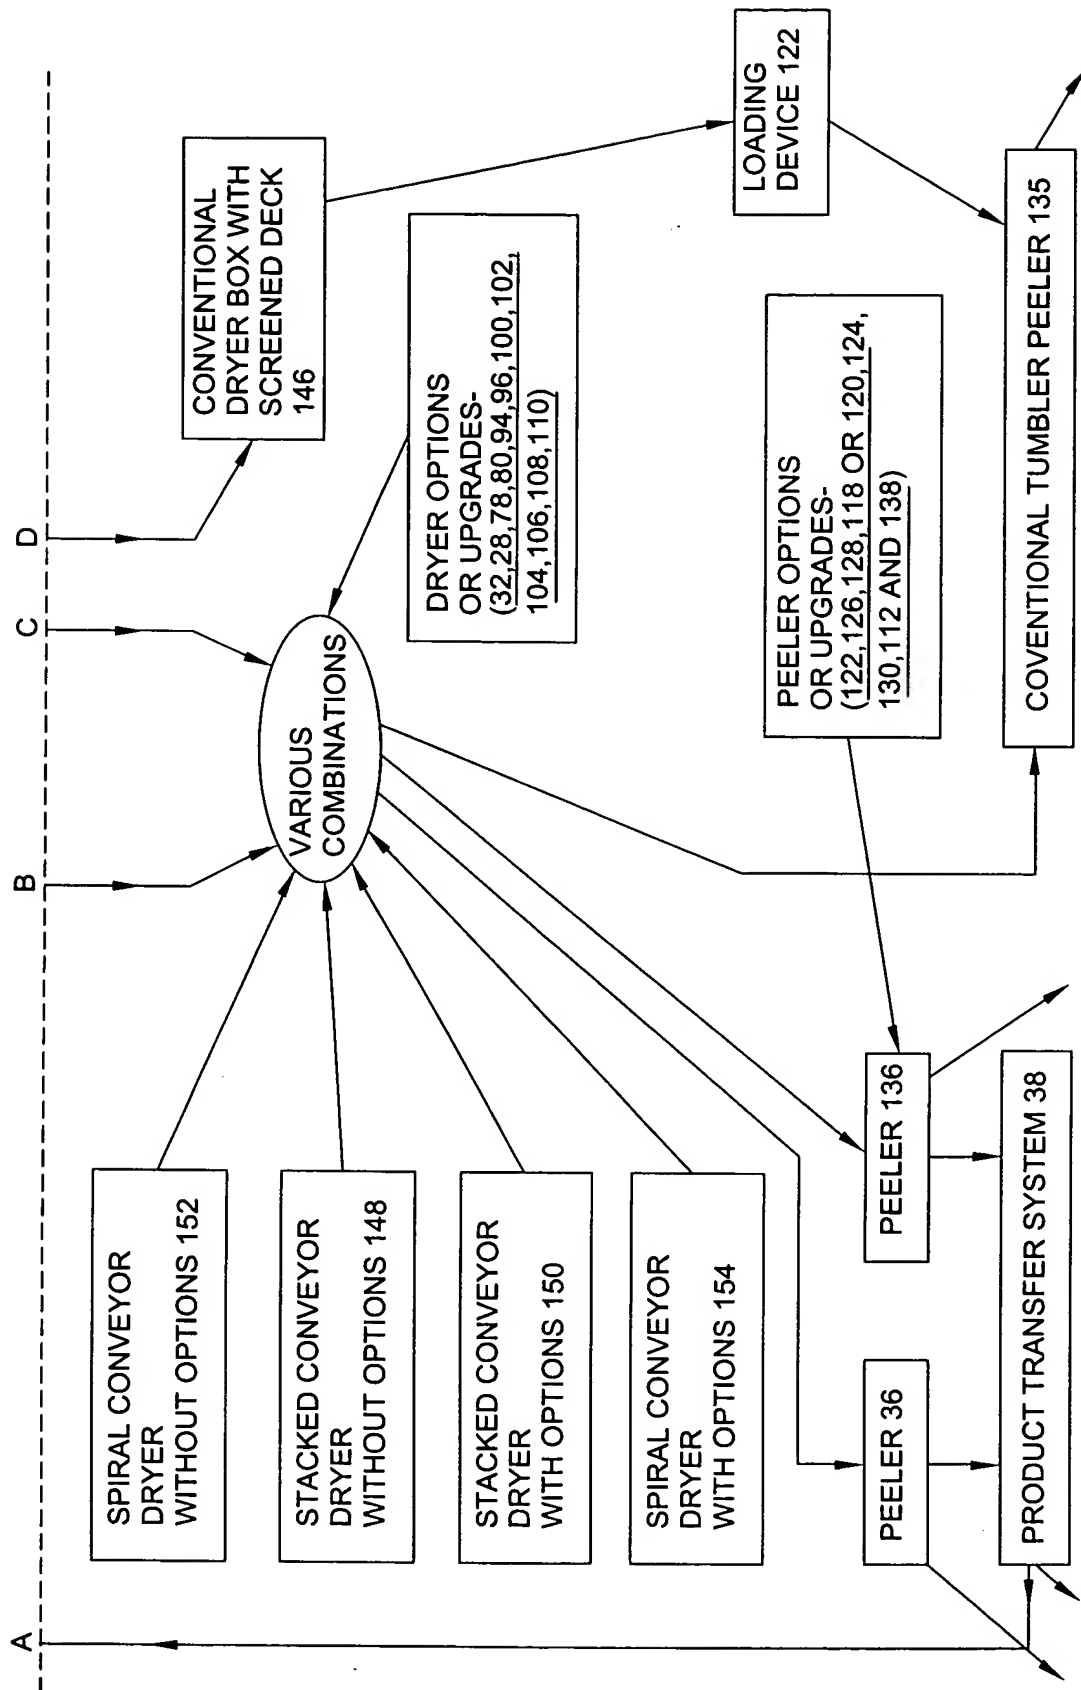 A
B
C
D
SPIRAL CONVEYOR
DRYER
WITHOUT OPTIONS 152
STACKED CONVEYOR
DRYER
WITHOUT OPTIONS 148
STACKED CONVEYOR
DRYER
WITH OPTIONS 150
SPIRAL CONVEYOR
DRYER
WITH OPTIONS 154
VARIOUS
COMBINATIONS
CONVENTIONAL
DRYER BOX WITH
SCREENED DECK
146
DRYER OPTIONS
OR UPGRADES-
(32,28,78,80,94,96,100,102,
104,106,108,110)
LOADING
DEVICE 122
PEELER OPTIONS
OR UPGRADES-
(122,126,128,118 OR 120,124,
130,112 AND 138)
PEELER 36
PEELER 136
PRODUCT TRANSFER SYSTEM 38
COVENTIONAL TUMBLER PEELER 135